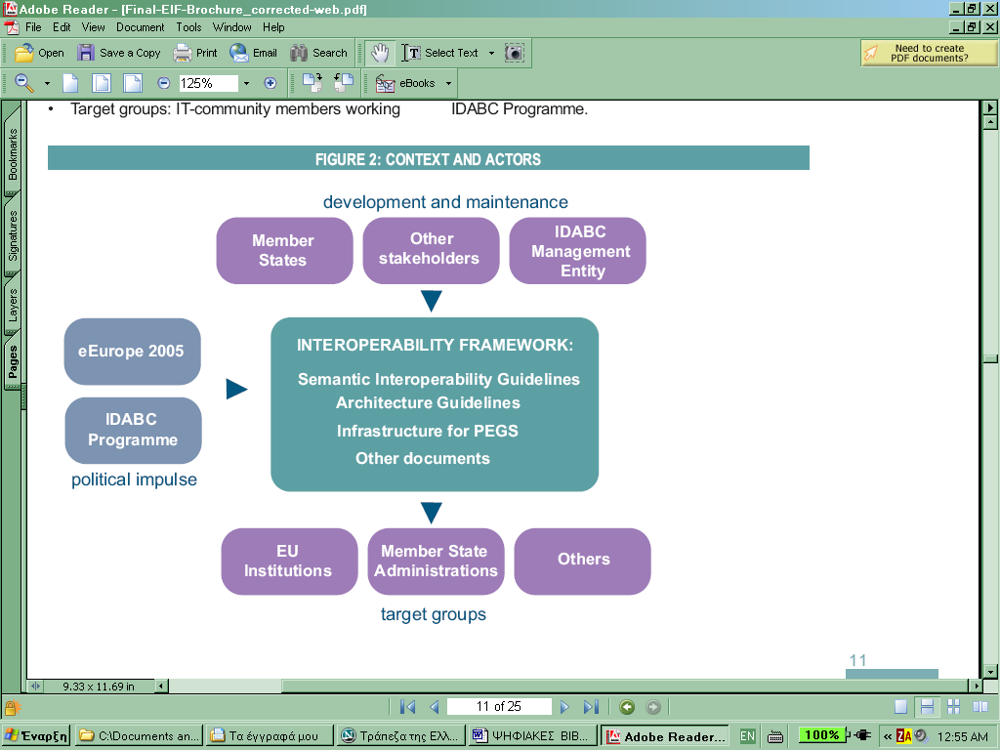 Adobe Reader - [Final-EIF-Brochure_corrected-web.pdf]
File Edit View Document Tools Window Help
Open Save a Copy Print Email Search Select Text
Need to create
PDF documents?
125% eBooks
Bookmarks
Signatures
Layers
Pages
• Target groups: IT-community members working IDABC Programme.
FIGURE 2: CONTEXT AND ACTORS
development and maintenance
Member
States
Other
stakeholders
IDABC
Management
Entity
eEurope 2005
IDABC
Programme
political impulse
INTEROPERABILITY FRAMEWORK:
Semantic Interoperability Guidelines
Architecture Guidelines
Infrastructure for PEGS
Other documents
EU
Institutions
Member State
Administrations
Others
target groups
11
9.33 x 11.69 in
11 of 25
Έναρξη C:\Documents an... Τα έγγραφά μου Τράπεζα της Ελλ... ΨΗΦΙΑΚΕΣ ΒΙΒ... Adobe Reader... EN 100% « ZA 12:55 AM